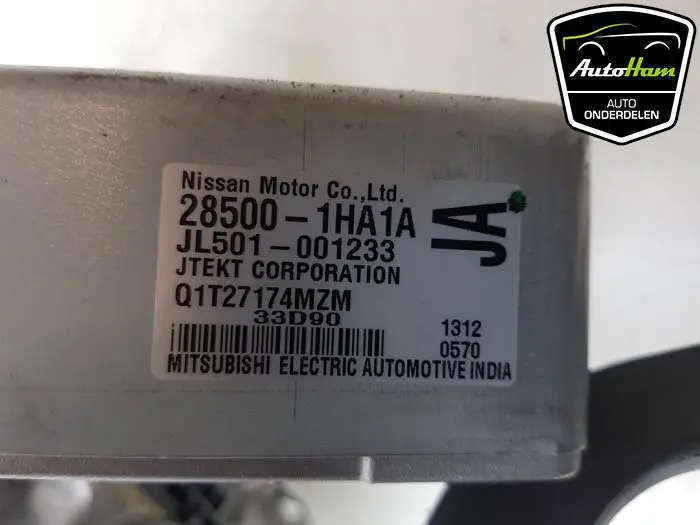 AutoHam
AUTO
ONDERDELEN
Nissan Motor Co.,Ltd.
28500-1HA1A
JA
JL501-001233
JTEKT CORPORATION
Q1T27174MZM
33D90
1312
0570
MITSUBISHI ELECTRIC AUTOMOTIVE INDIA